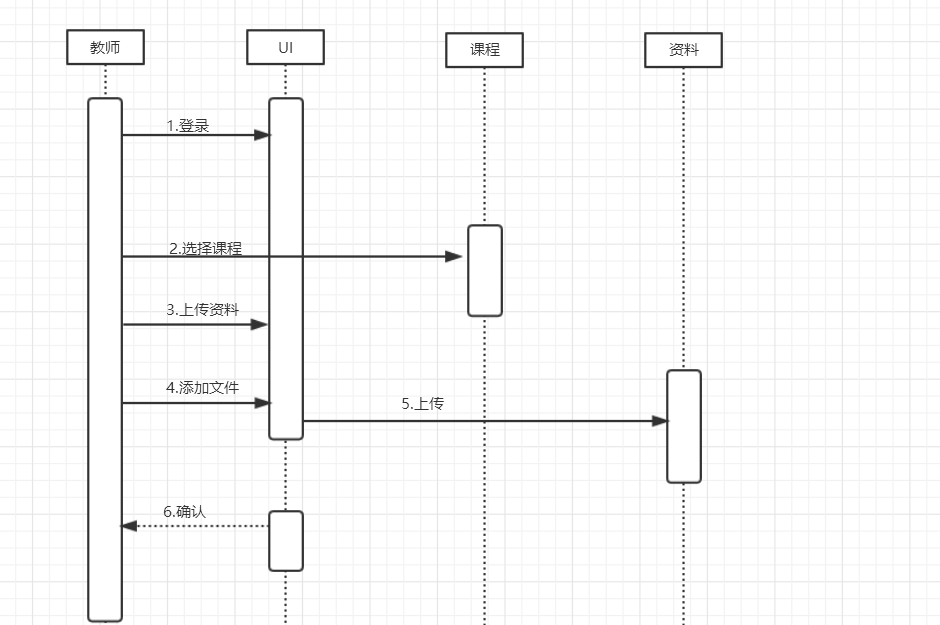 教师
UI
课程
资料
1.登录
2.选择课程
3.上传资料
4.添加文件
5.上传
6.确认